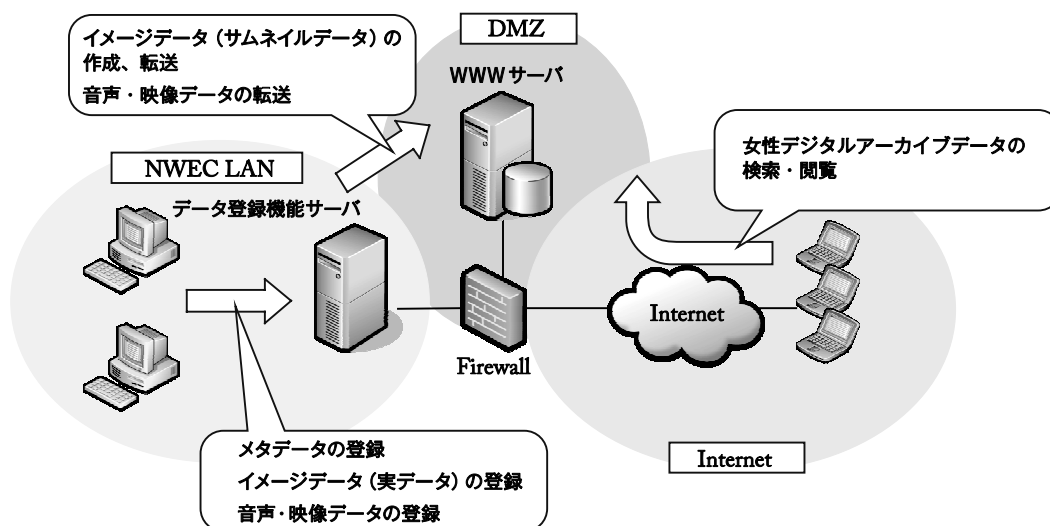 イメージデータ（サムネイルデータ）の
作成、転送
音声・映像データの転送
DMZ
WWWサーバ
女性デジタルアーカイブデータの
検索・閲覧
NWEC LAN
データ登録機能サーバ
Internet
Firewall
メタデータの登録
イメージデータ（実データ）の登録
音声・映像データの登録
Internet